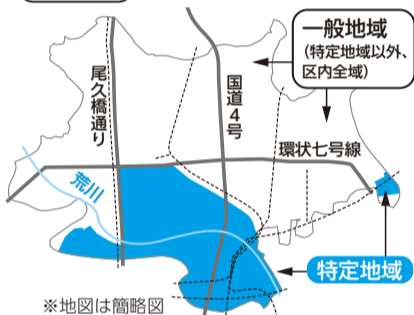 一般地域
(特定地域以外、
区内全域)
尾久橋通り
国道4号
環状七号線
荒川
特定地域
※地図は簡略図